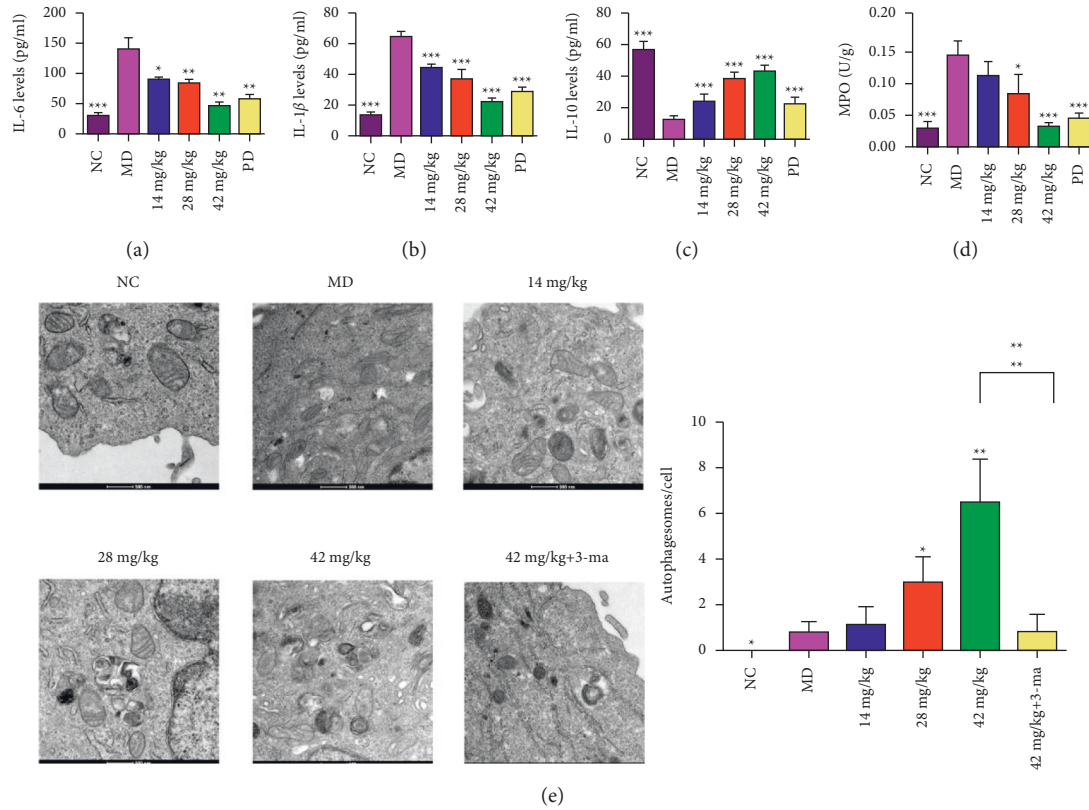 IL-6 levels (pg/ml)
200
150
100
50
0
***
*
**
**
**
NC
MD
14 mg/kg
28 mg/kg
42 mg/kg
PD
(a)
IL-1β levels (pg/ml)
80
60
40
20
0
***
***
***
***
***
NC
MD
14 mg/kg
28 mg/kg
42 mg/kg
PD
(b)
IL-10 levels (pg/ml)
80
60
40
20
0
***
***
***
***
***
NC
MD
14 mg/kg
28 mg/kg
42 mg/kg
PD
(c)
MPO (U/g)
0.20
0.15
0.10
0.05
0.00
***
*
***
***
NC
MD
14 mg/kg
28 mg/kg
42 mg/kg
PD
(d)
NC
MD
14 mg/kg
500 nm
500 nm
500 nm
28 mg/kg
42 mg/kg
42 mg/kg+3-ma
Autophagesomes/cell
10
8
6
4
2
0
*
*
**
**
**
NC
MD
14 mg/kg
28 mg/kg
42 mg/kg
42 mg/kg+3-ma
(e)